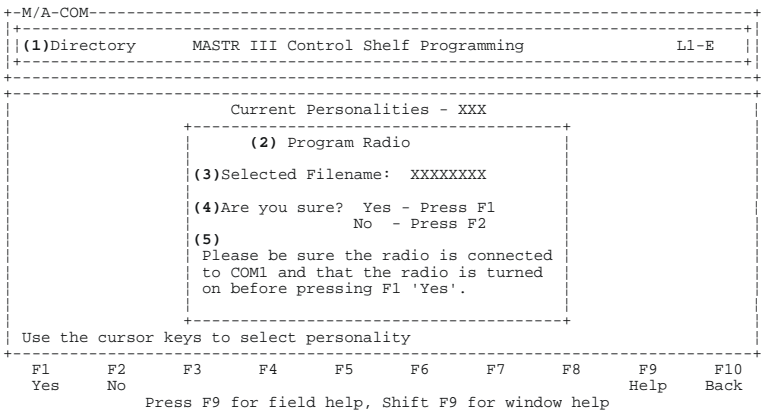 M/A-COM
(1)Directory MASTR III Control Shelf Programming L1-E
Current Personalities - XXX
(2) Program Radio
(3)Selected Filename: XXXXXXXX
(4)Are you sure? Yes - Press F1
No - Press F2
(5)
Please be sure the radio is connected
to COM1 and that the radio is turned
on before pressing F1 'Yes'.
Use the cursor keys to select personality
F1 F2 F3 F4 F5 F6 F7 F8 F9 F10
Yes No Help Back
Press F9 for field help, Shift F9 for window help